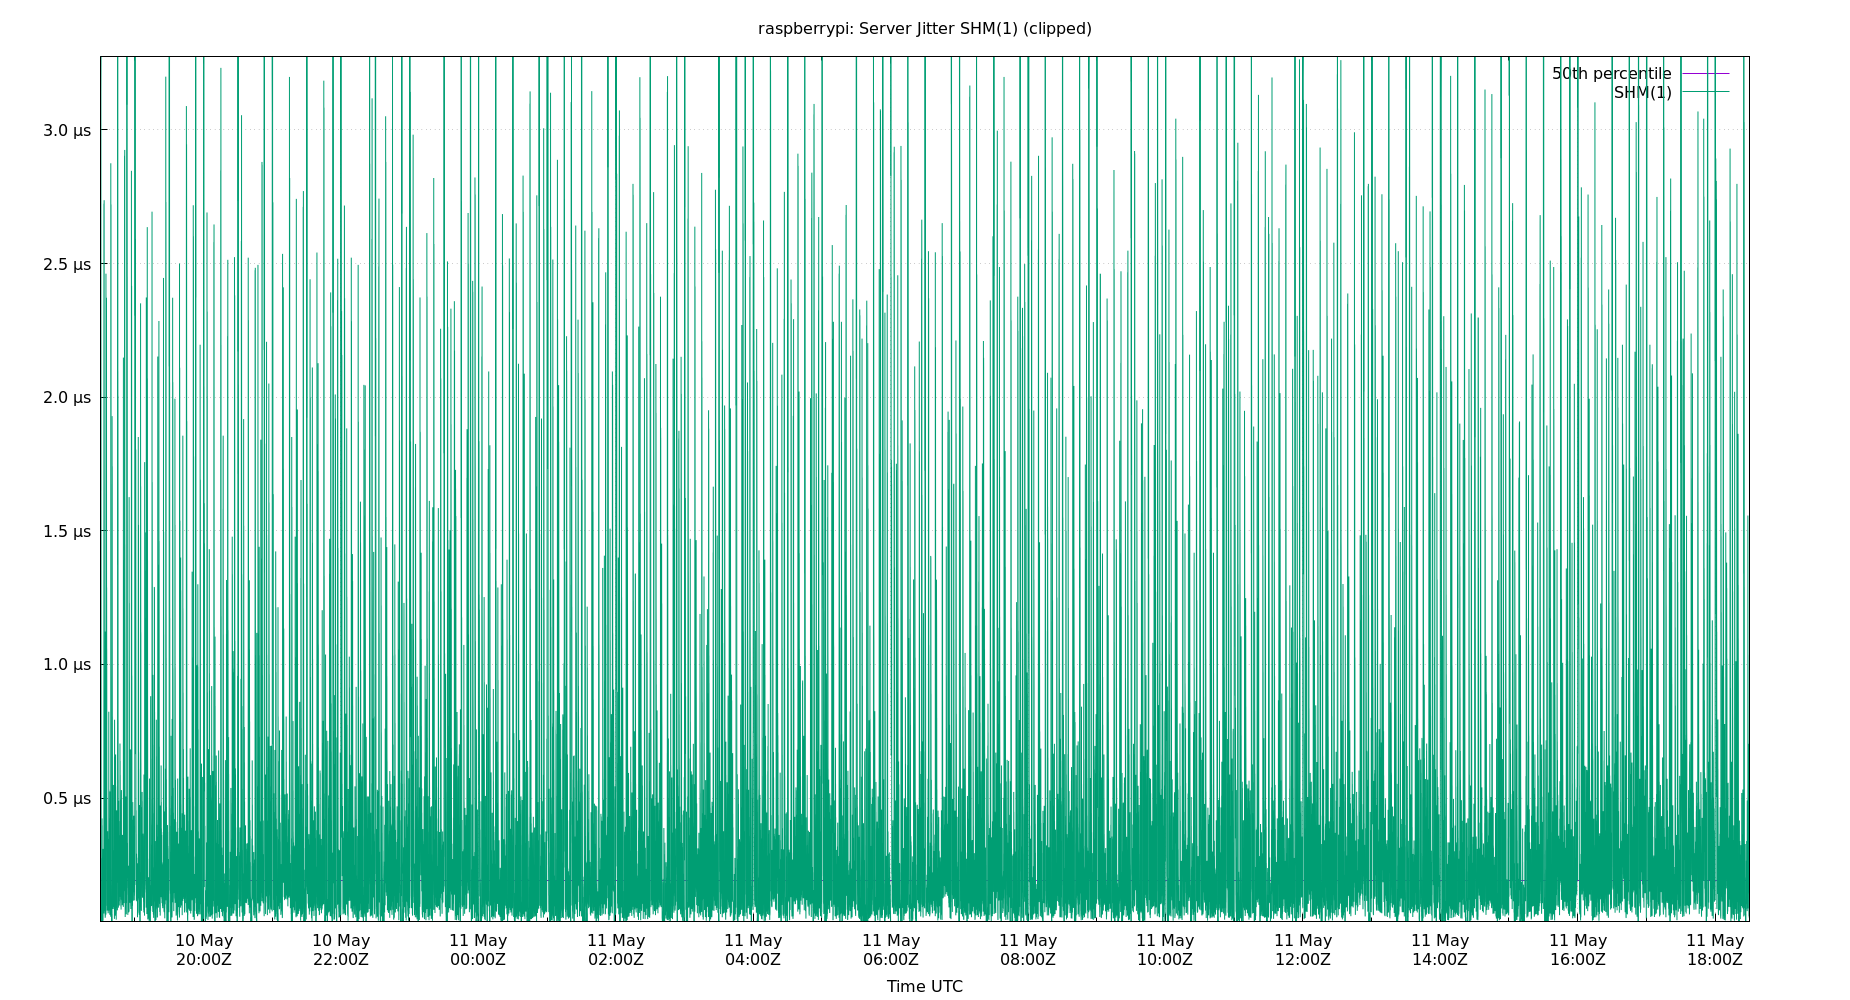 raspberrypi: Server Jitter SHM(1) (clipped)
50th percentile
SHM(1)
3.0 µs
2.5 µs
2.0 µs
1.5 µs
1.0 µs
0.5 µs
10 May 10 May 11 May 11 May 11 May 11 May 11 May 11 May 11 May 11 May 11 May 11 May
20:00Z 22:00Z 00:00Z 02:00Z 04:00Z 06:00Z 08:00Z 10:00Z 12:00Z 14:00Z 16:00Z 18:00Z
Time UTC